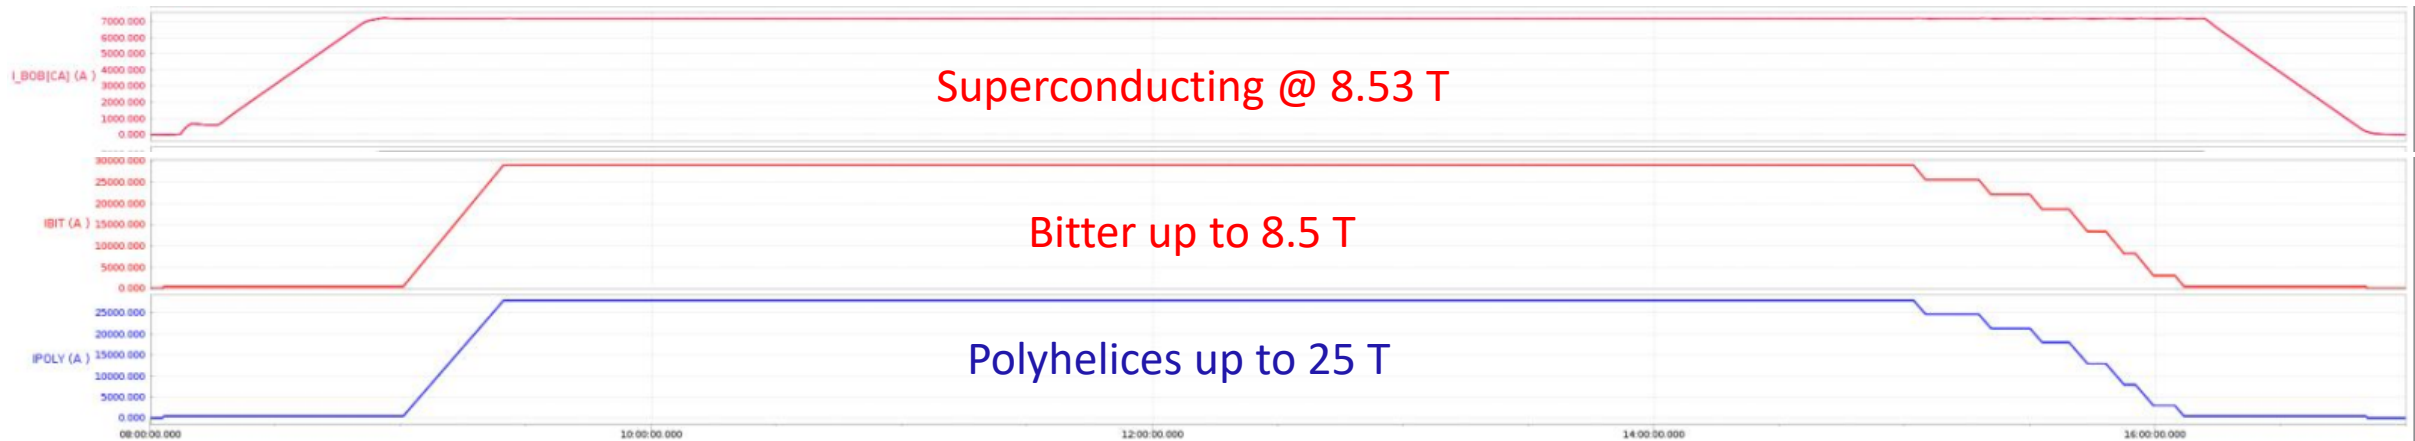 7000.000
6000.000
5000.000
I_BOB[CA] (A ) 4000.000
3000.000
2000.000
1000.000
0.000
Superconducting @ 8.53 T
30000.000
25000.000
20000.000
IBIT (A ) 15000.000
10000.000
5000.000
0.000
Bitter up to 8.5 T
25000.000
20000.000
IPOLY (A ) 15000.000
10000.000
5000.000
0.000
Polyhelices up to 25 T
08:00:00.000 10:00:00.000 12:00:00.000 14:00:00.000 16:00:00.000